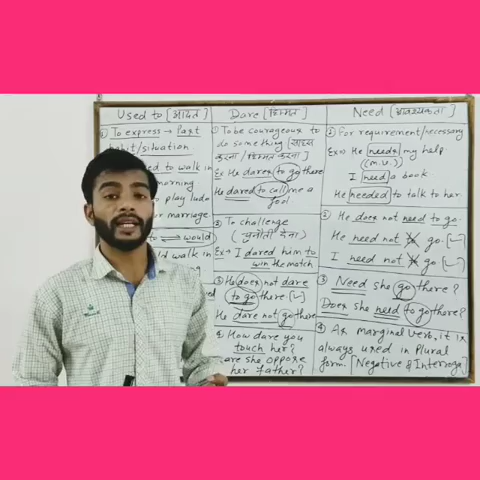 Used to [आदत]
① To express → Past
habit/situation
used to walk in
morning
to play ludo
for marriage
to ⇌ would
would walk in
Dare [हिम्मत]
① To be courageous to
do something [साहस
करना / हिम्मत करना]
Ex He dares to go there
He dared to call me a
fool
② To challenge
(चुनौती देना)
Ex → I dared him to
win the match
③ He does not dare
to go there [✓]
He dare not go there
④ How dare you
touch her?
Dare she oppose
her father?
Need [आवश्यकता]
① For requirement/necessary
Ex → He needs my help
(m.v.)
I need a book
He needed to talk to her
② He does not need to go.
He need not go [✓]
I need not go [✓]
③ Need she go there?
Does she need to go there?
④ As marginal verb, it is
always used in Plural
form. [Negative & Interroga]